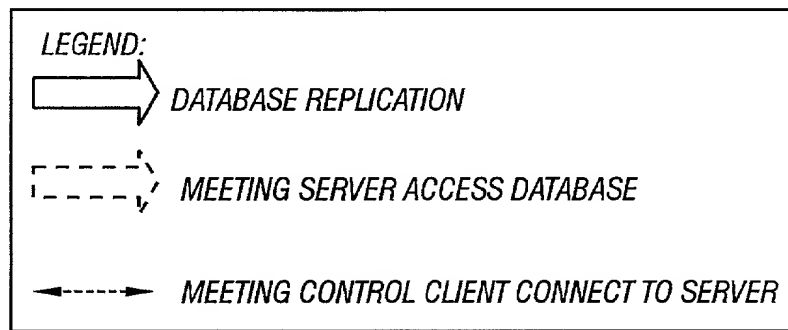 LEGEND:
DATABASE REPLICATION
MEETING SERVER ACCESS DATABASE
MEETING CONTROL CLIENT CONNECT TO SERVER